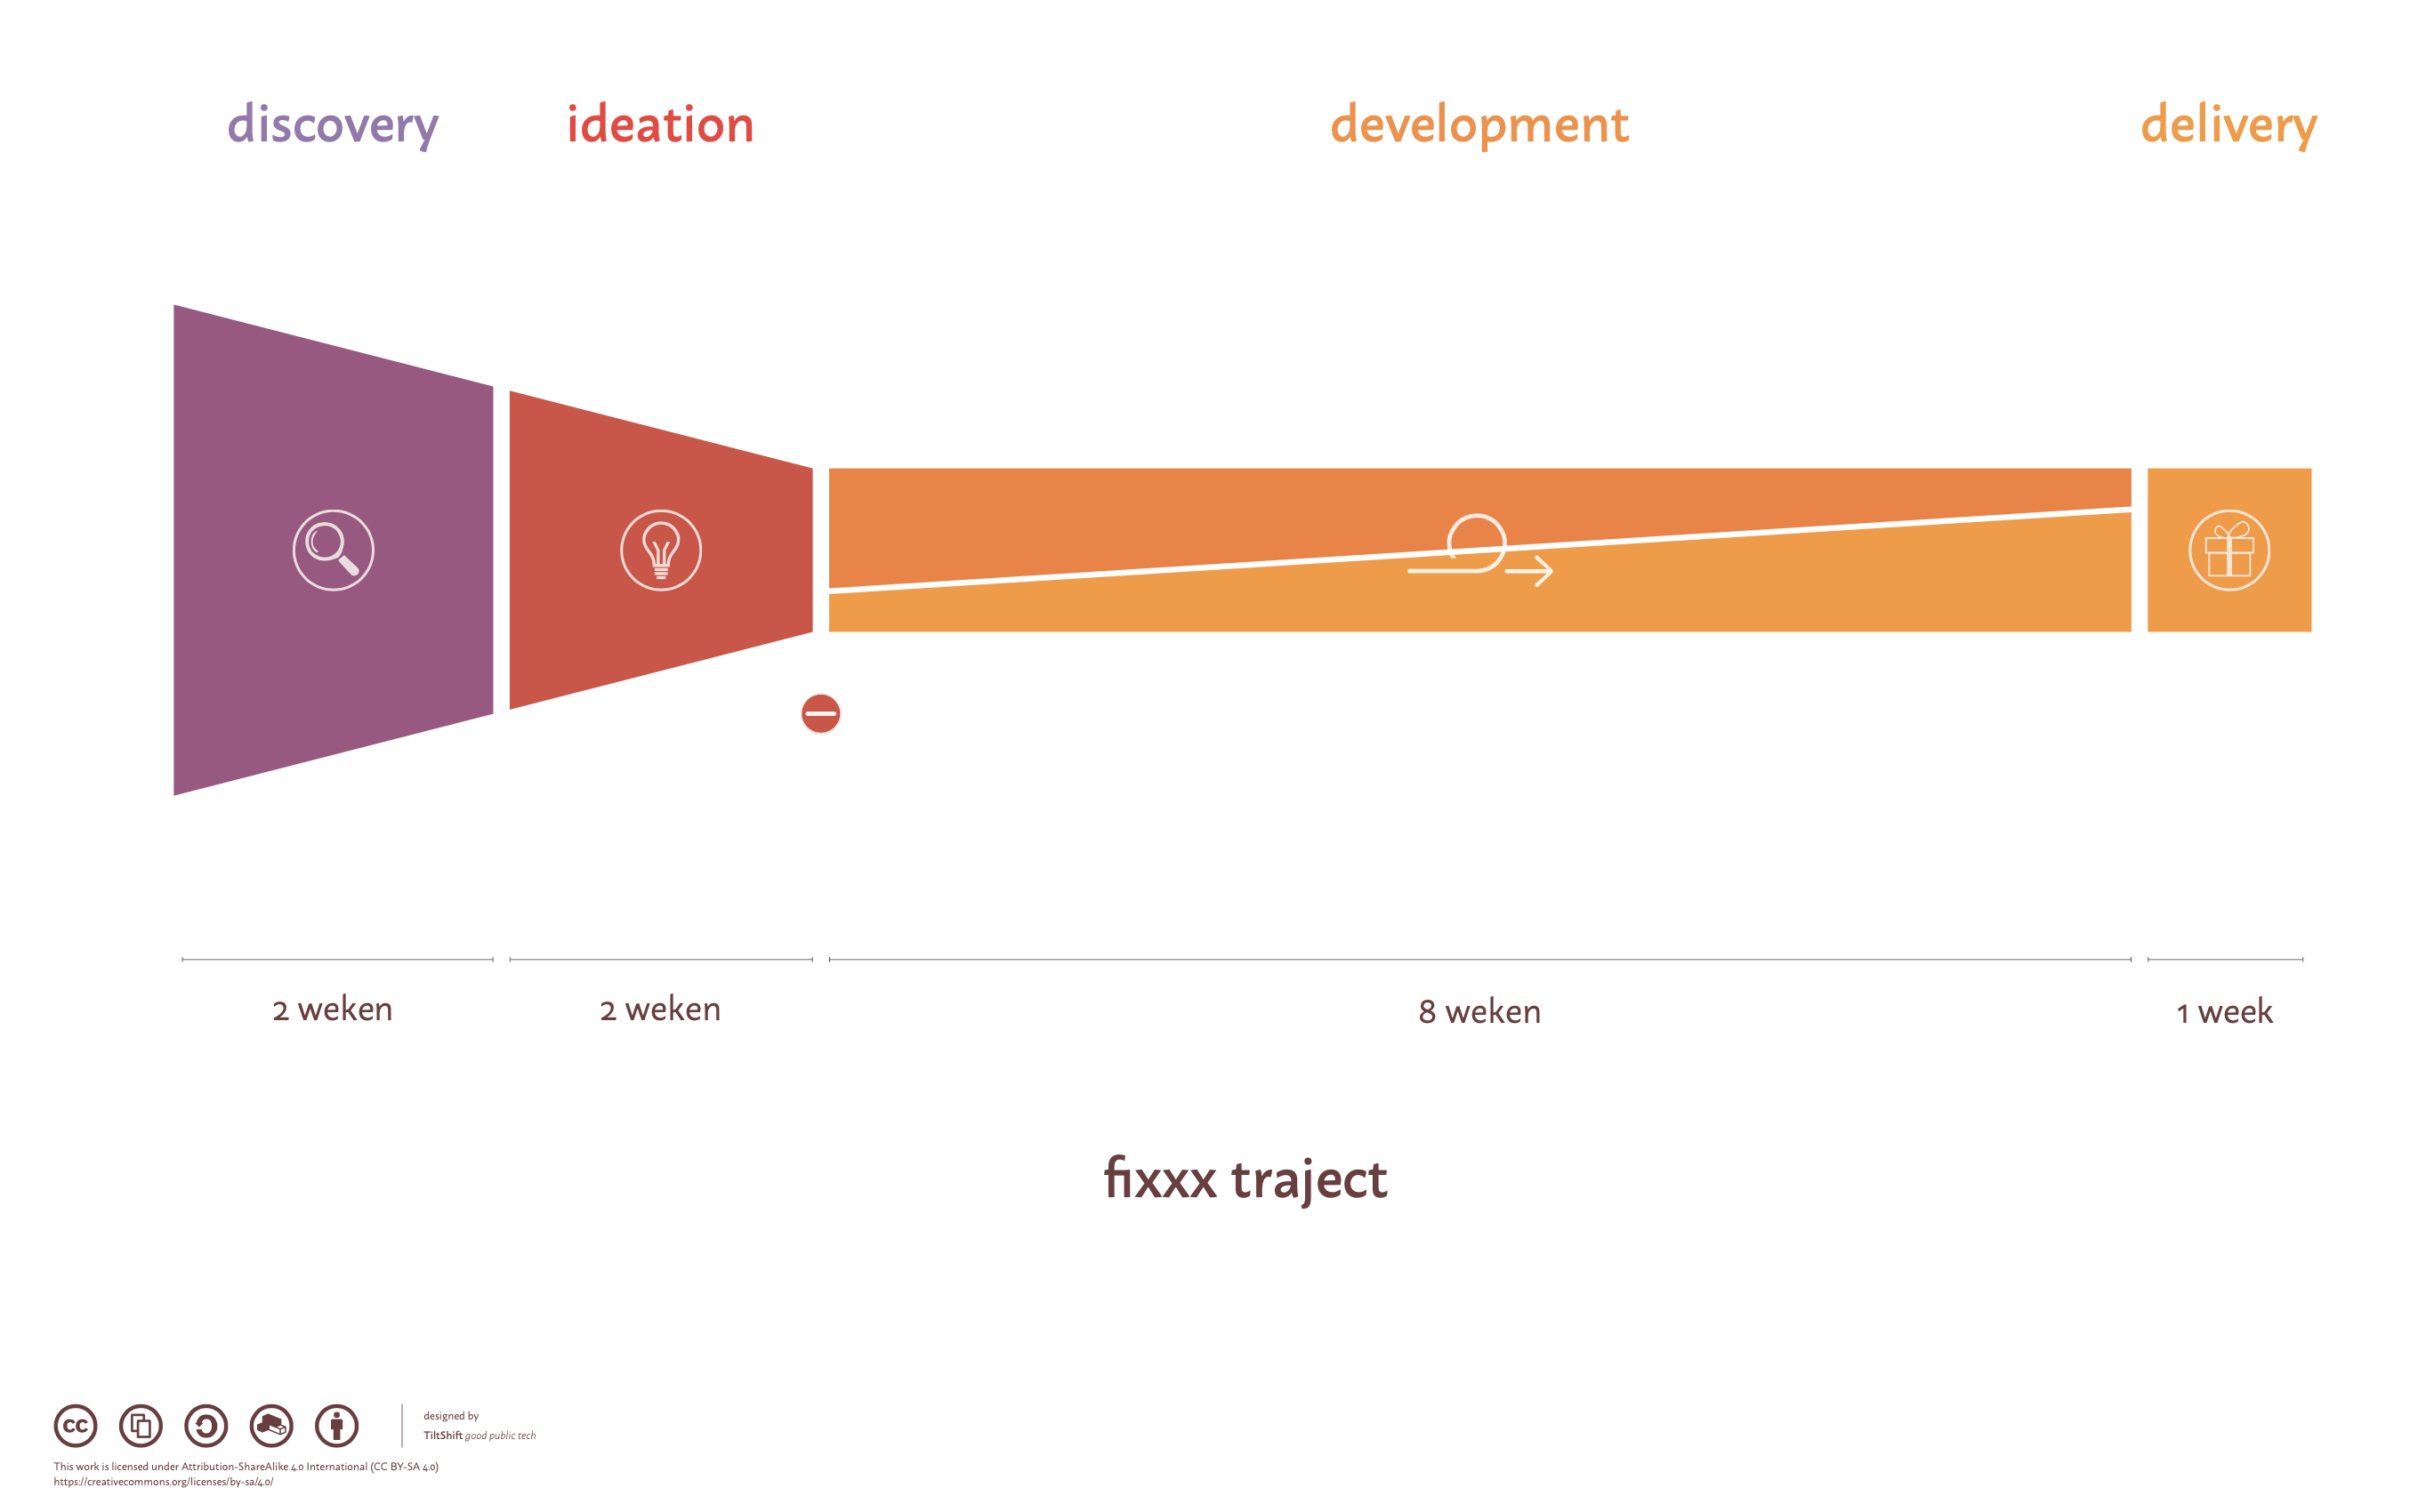 discovery
ideation
development
delivery
2 weken
2 weken
8 weken
1 week
fixxx traject
cc
designed by
TiltShift good public tech
This work is licensed under Attribution-ShareAlike 4.0 International (CC BY-SA 4.0)
https://creativecommons.org/licenses/by-sa/4.0/